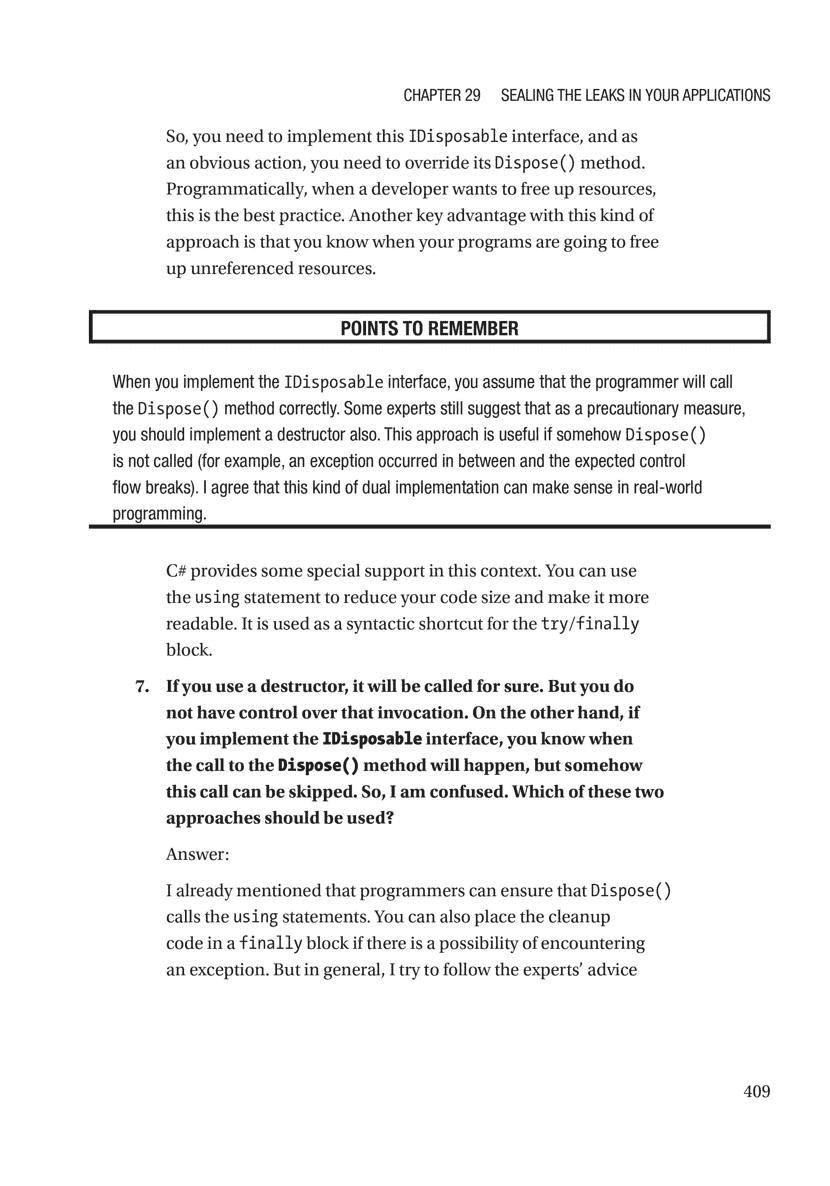 CHAPTER 29 SEALING THE LEAKS IN YOUR APPLICATIONS
So, you need to implement this IDisposable interface, and as
an obvious action, you need to override its Dispose() method.
Programmatically, when a developer wants to free up resources,
this is the best practice. Another key advantage with this kind of
approach is that you know when your programs are going to free
up unreferenced resources.
POINTS TO REMEMBER
When you implement the IDisposable interface, you assume that the programmer will call
the Dispose() method correctly. Some experts still suggest that as a precautionary measure,
you should implement a destructor also. This approach is useful if somehow Dispose()
is not called (for example, an exception occurred in between and the expected control
flow breaks). I agree that this kind of dual implementation can make sense in real-world
programming.
C# provides some special support in this context. You can use
the using statement to reduce your code size and make it more
readable. It is used as a syntactic shortcut for the try/finally
block.
7. If you use a destructor, it will be called for sure. But you do
not have control over that invocation. On the other hand, if
you implement the IDisposable interface, you know when
the call to the Dispose() method will happen, but somehow
this call can be skipped. So, I am confused. Which of these two
approaches should be used?
Answer:
I already mentioned that programmers can ensure that Dispose()
calls the using statements. You can also place the cleanup
code in a finally block if there is a possibility of encountering
an exception. But in general, I try to follow the experts’ advice
409